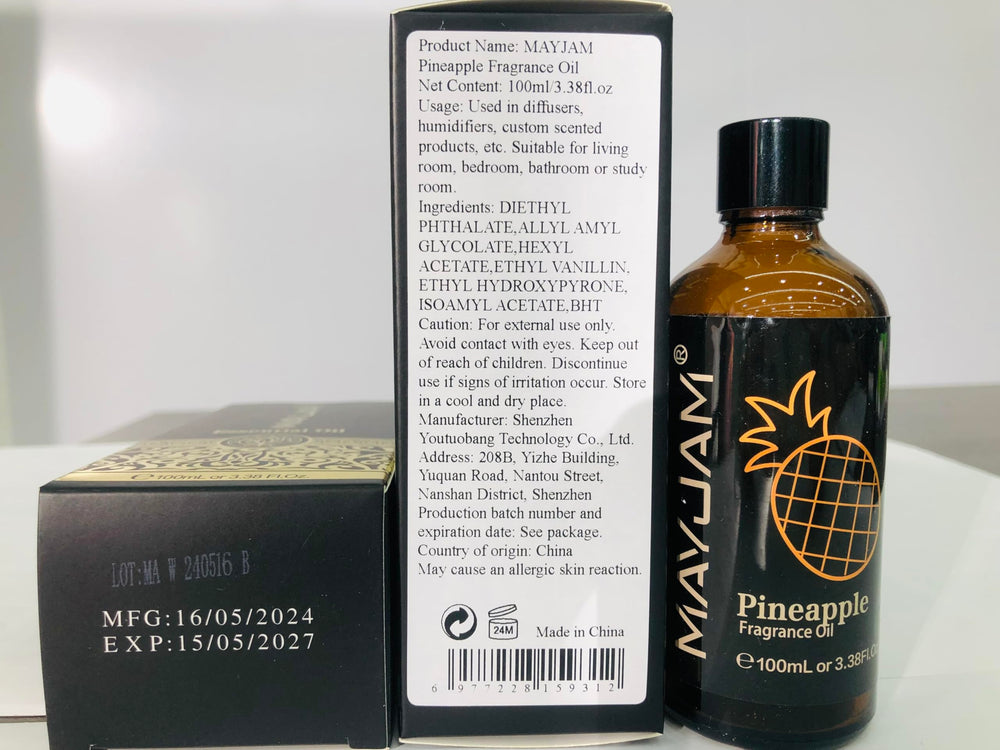 ℮100mL or 3.38 Fl.Oz.
LOT:MA W 240516 B
MFG:16/05/2024
EXP:15/05/2027
Product Name: MAYJAM
Pineapple Fragrance Oil
Net Content: 100ml/3.38fl.oz
Usage: Used in diffusers,
humidifiers, custom scented
products, etc. Suitable for living
room, bedroom, bathroom or study
room.
Ingredients: DIETHYL
PHTHALATE,ALLYL AMYL
GLYCOLATE,HEXYL
ACETATE,ETHYL VANILLIN,
ETHYL HYDROXYPYRONE,
ISOAMYL ACETATE,BHT
Caution: For external use only.
Avoid contact with eyes. Keep out
of reach of children. Discontinue
use if signs of irritation occur. Store
in a cool and dry place.
Manufacturer: Shenzhen
Youtuobang Technology Co., Ltd.
Address: 208B, Yizhe Building,
Yuquan Road, Nantou Street,
Nanshan District, Shenzhen
Production batch number and
expiration date: See package.
Country of origin: China
May cause an allergic skin reaction.
24M
Made in China
6 977228 159312
MAYJAM®
Pineapple
Fragrance Oil
℮100mL or 3.38Fl.Oz